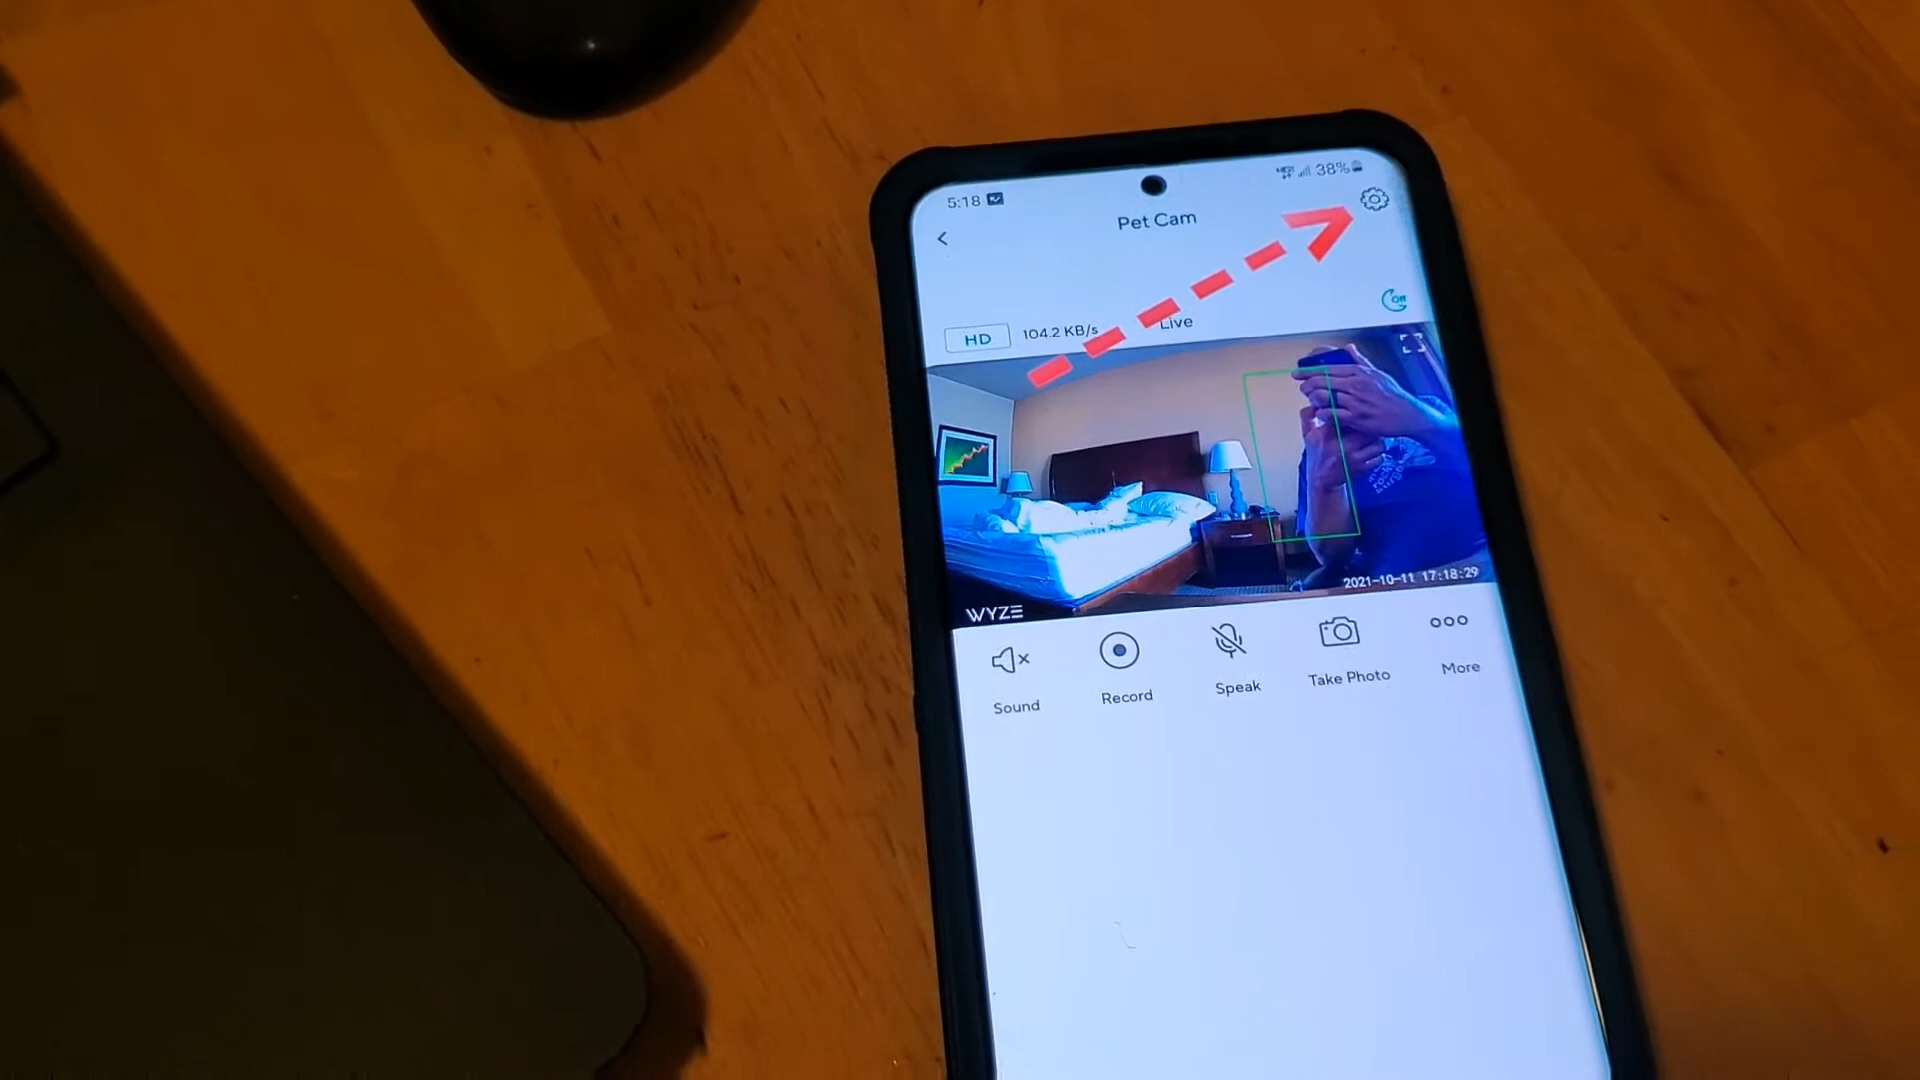 5:18
38%
Pet Cam
Off
HD 104.2 KB/s Live
2021-10-11 17:18:29
WYZE
Sound Record Speak Take Photo More